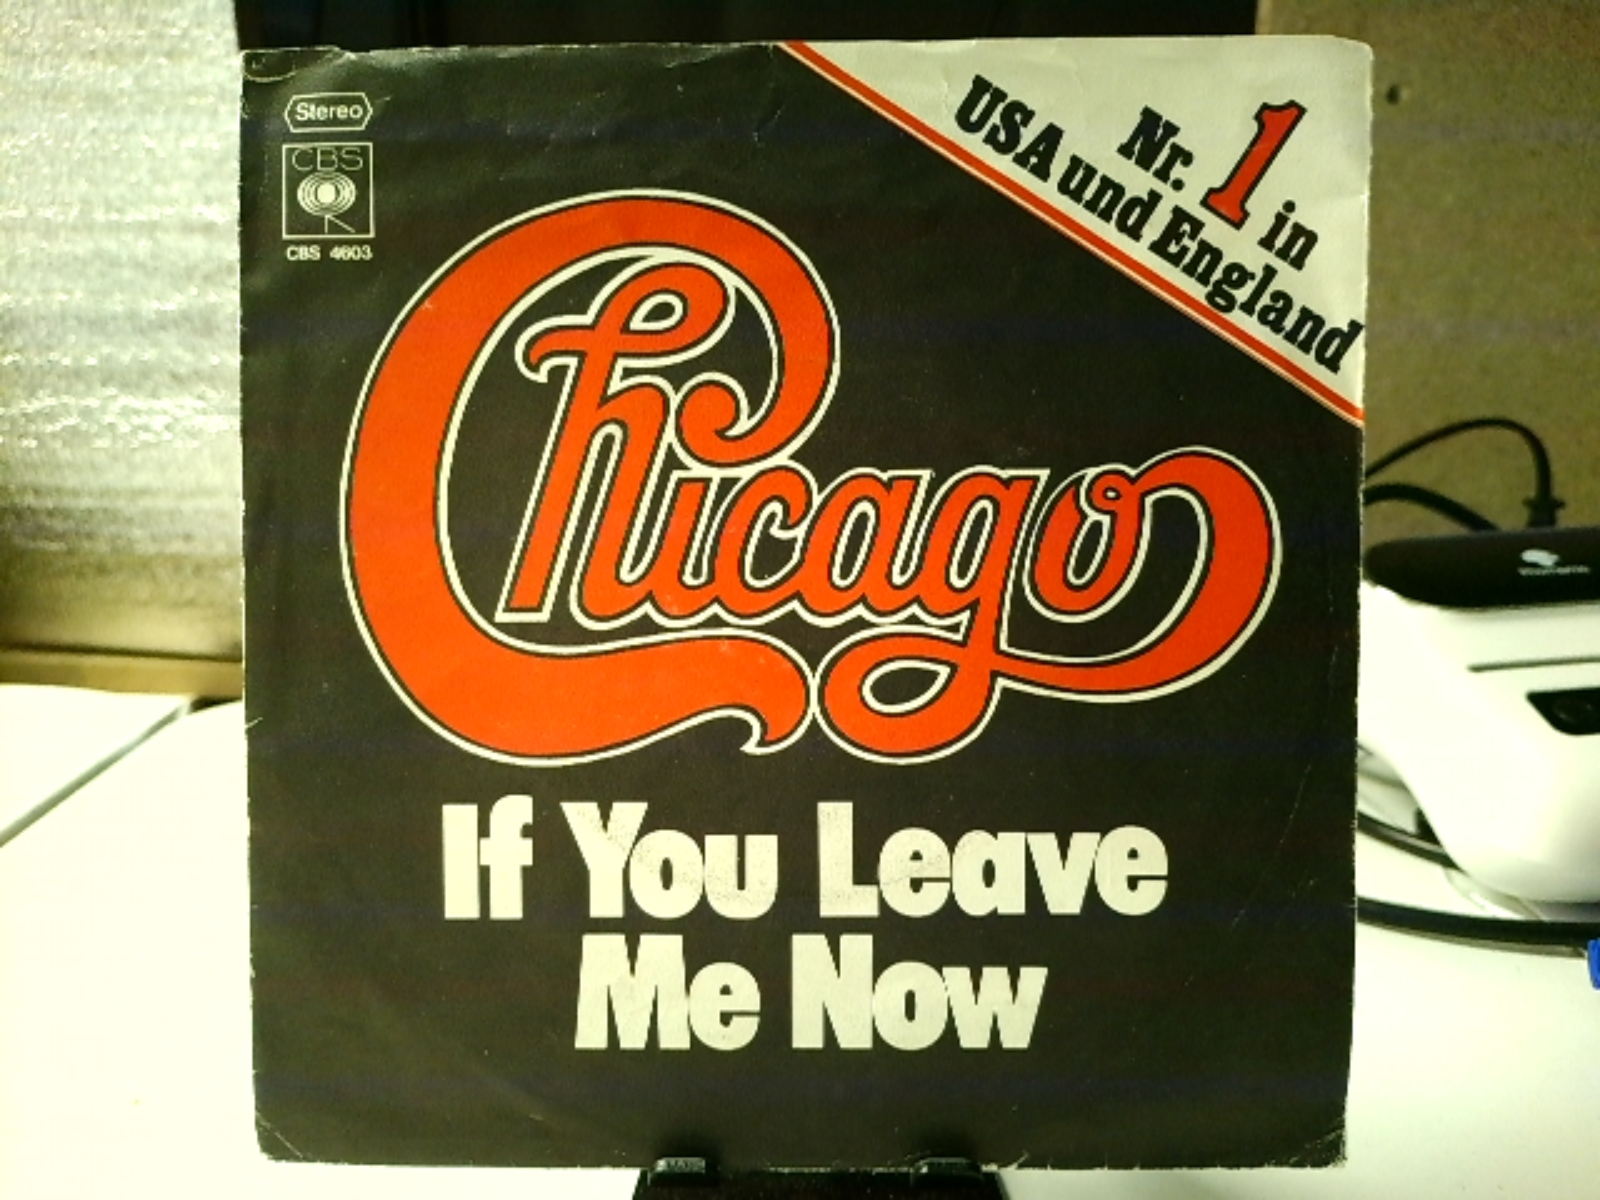 Stereo
CBS
CBS 4603
Nr. 1 in
USA und England
Chicago
If You Leave
Me Now